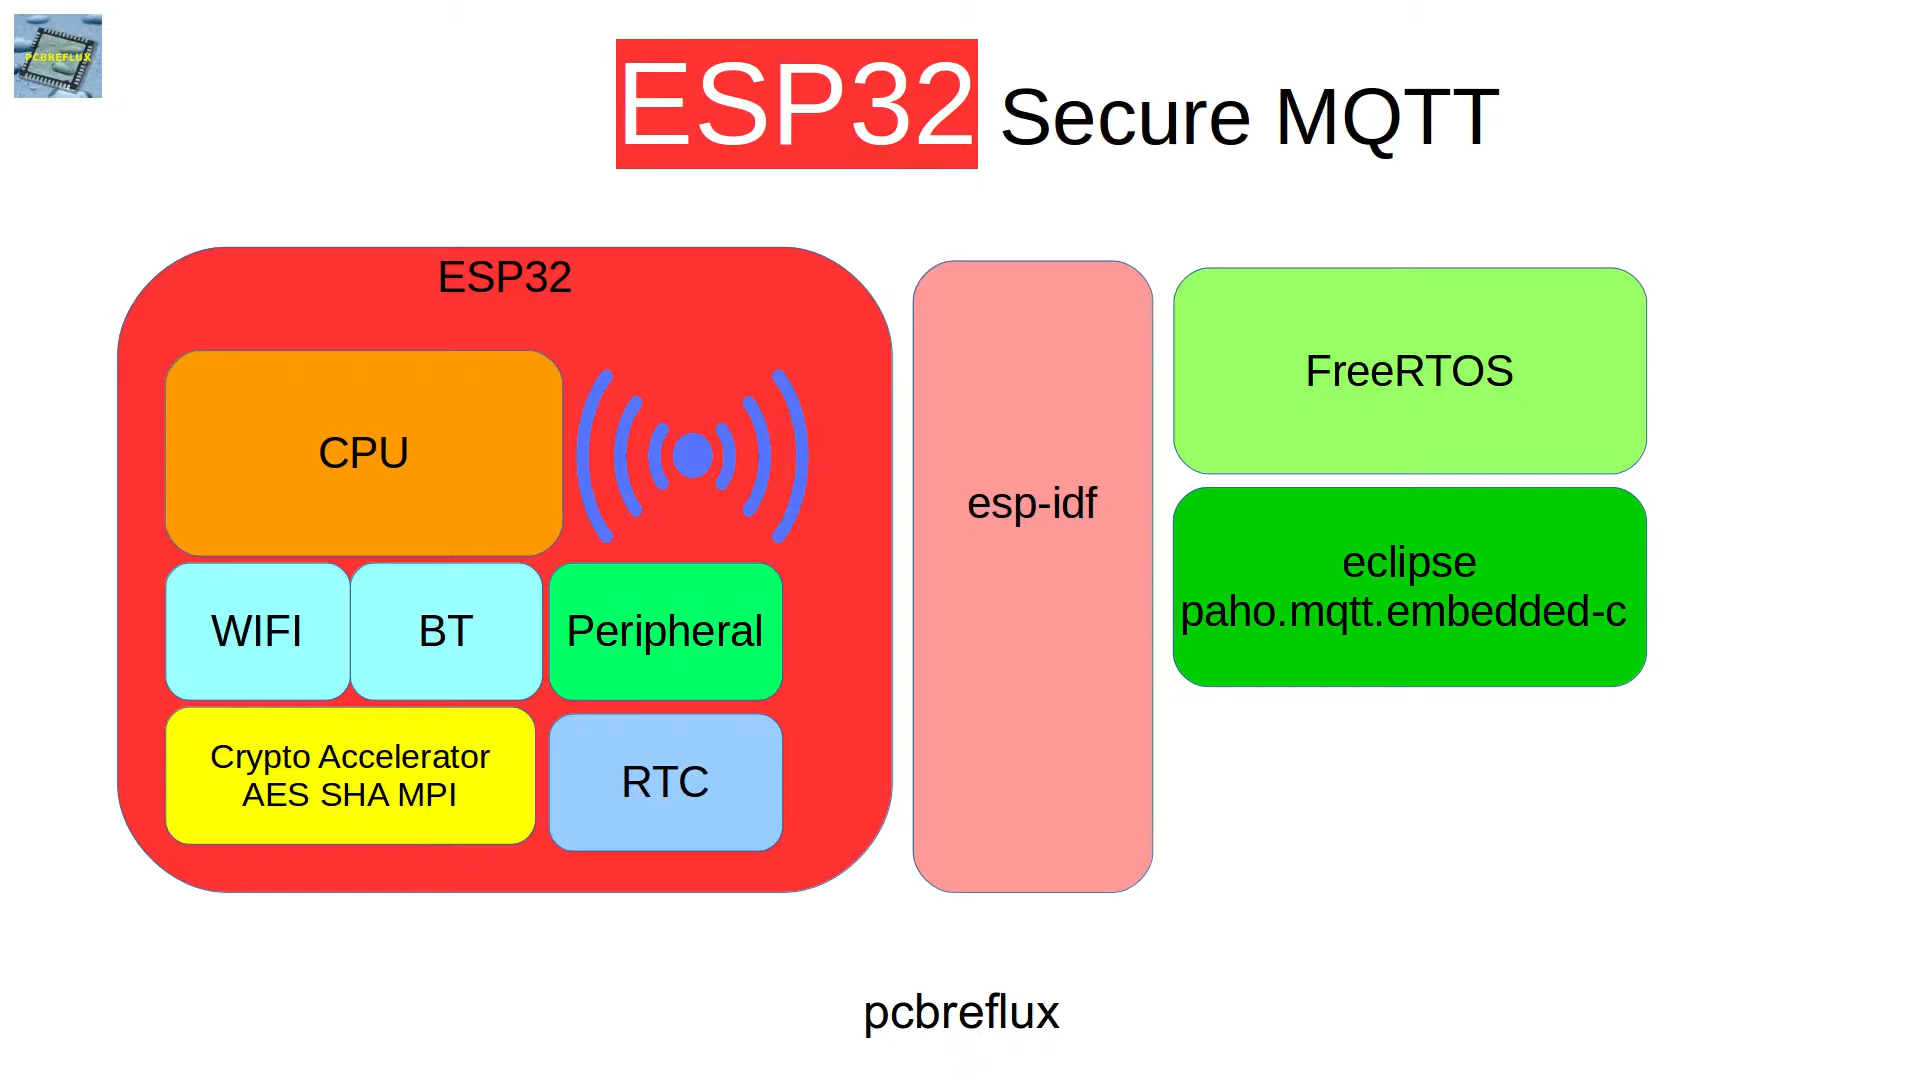 PCBREFLUX
ESP32 Secure MQTT
ESP32
CPU
WIFI
BT
Peripheral
Crypto Accelerator
AES SHA MPI
RTC
esp-idf
FreeRTOS
eclipse
paho.mqtt.embedded-c
pcbreflux